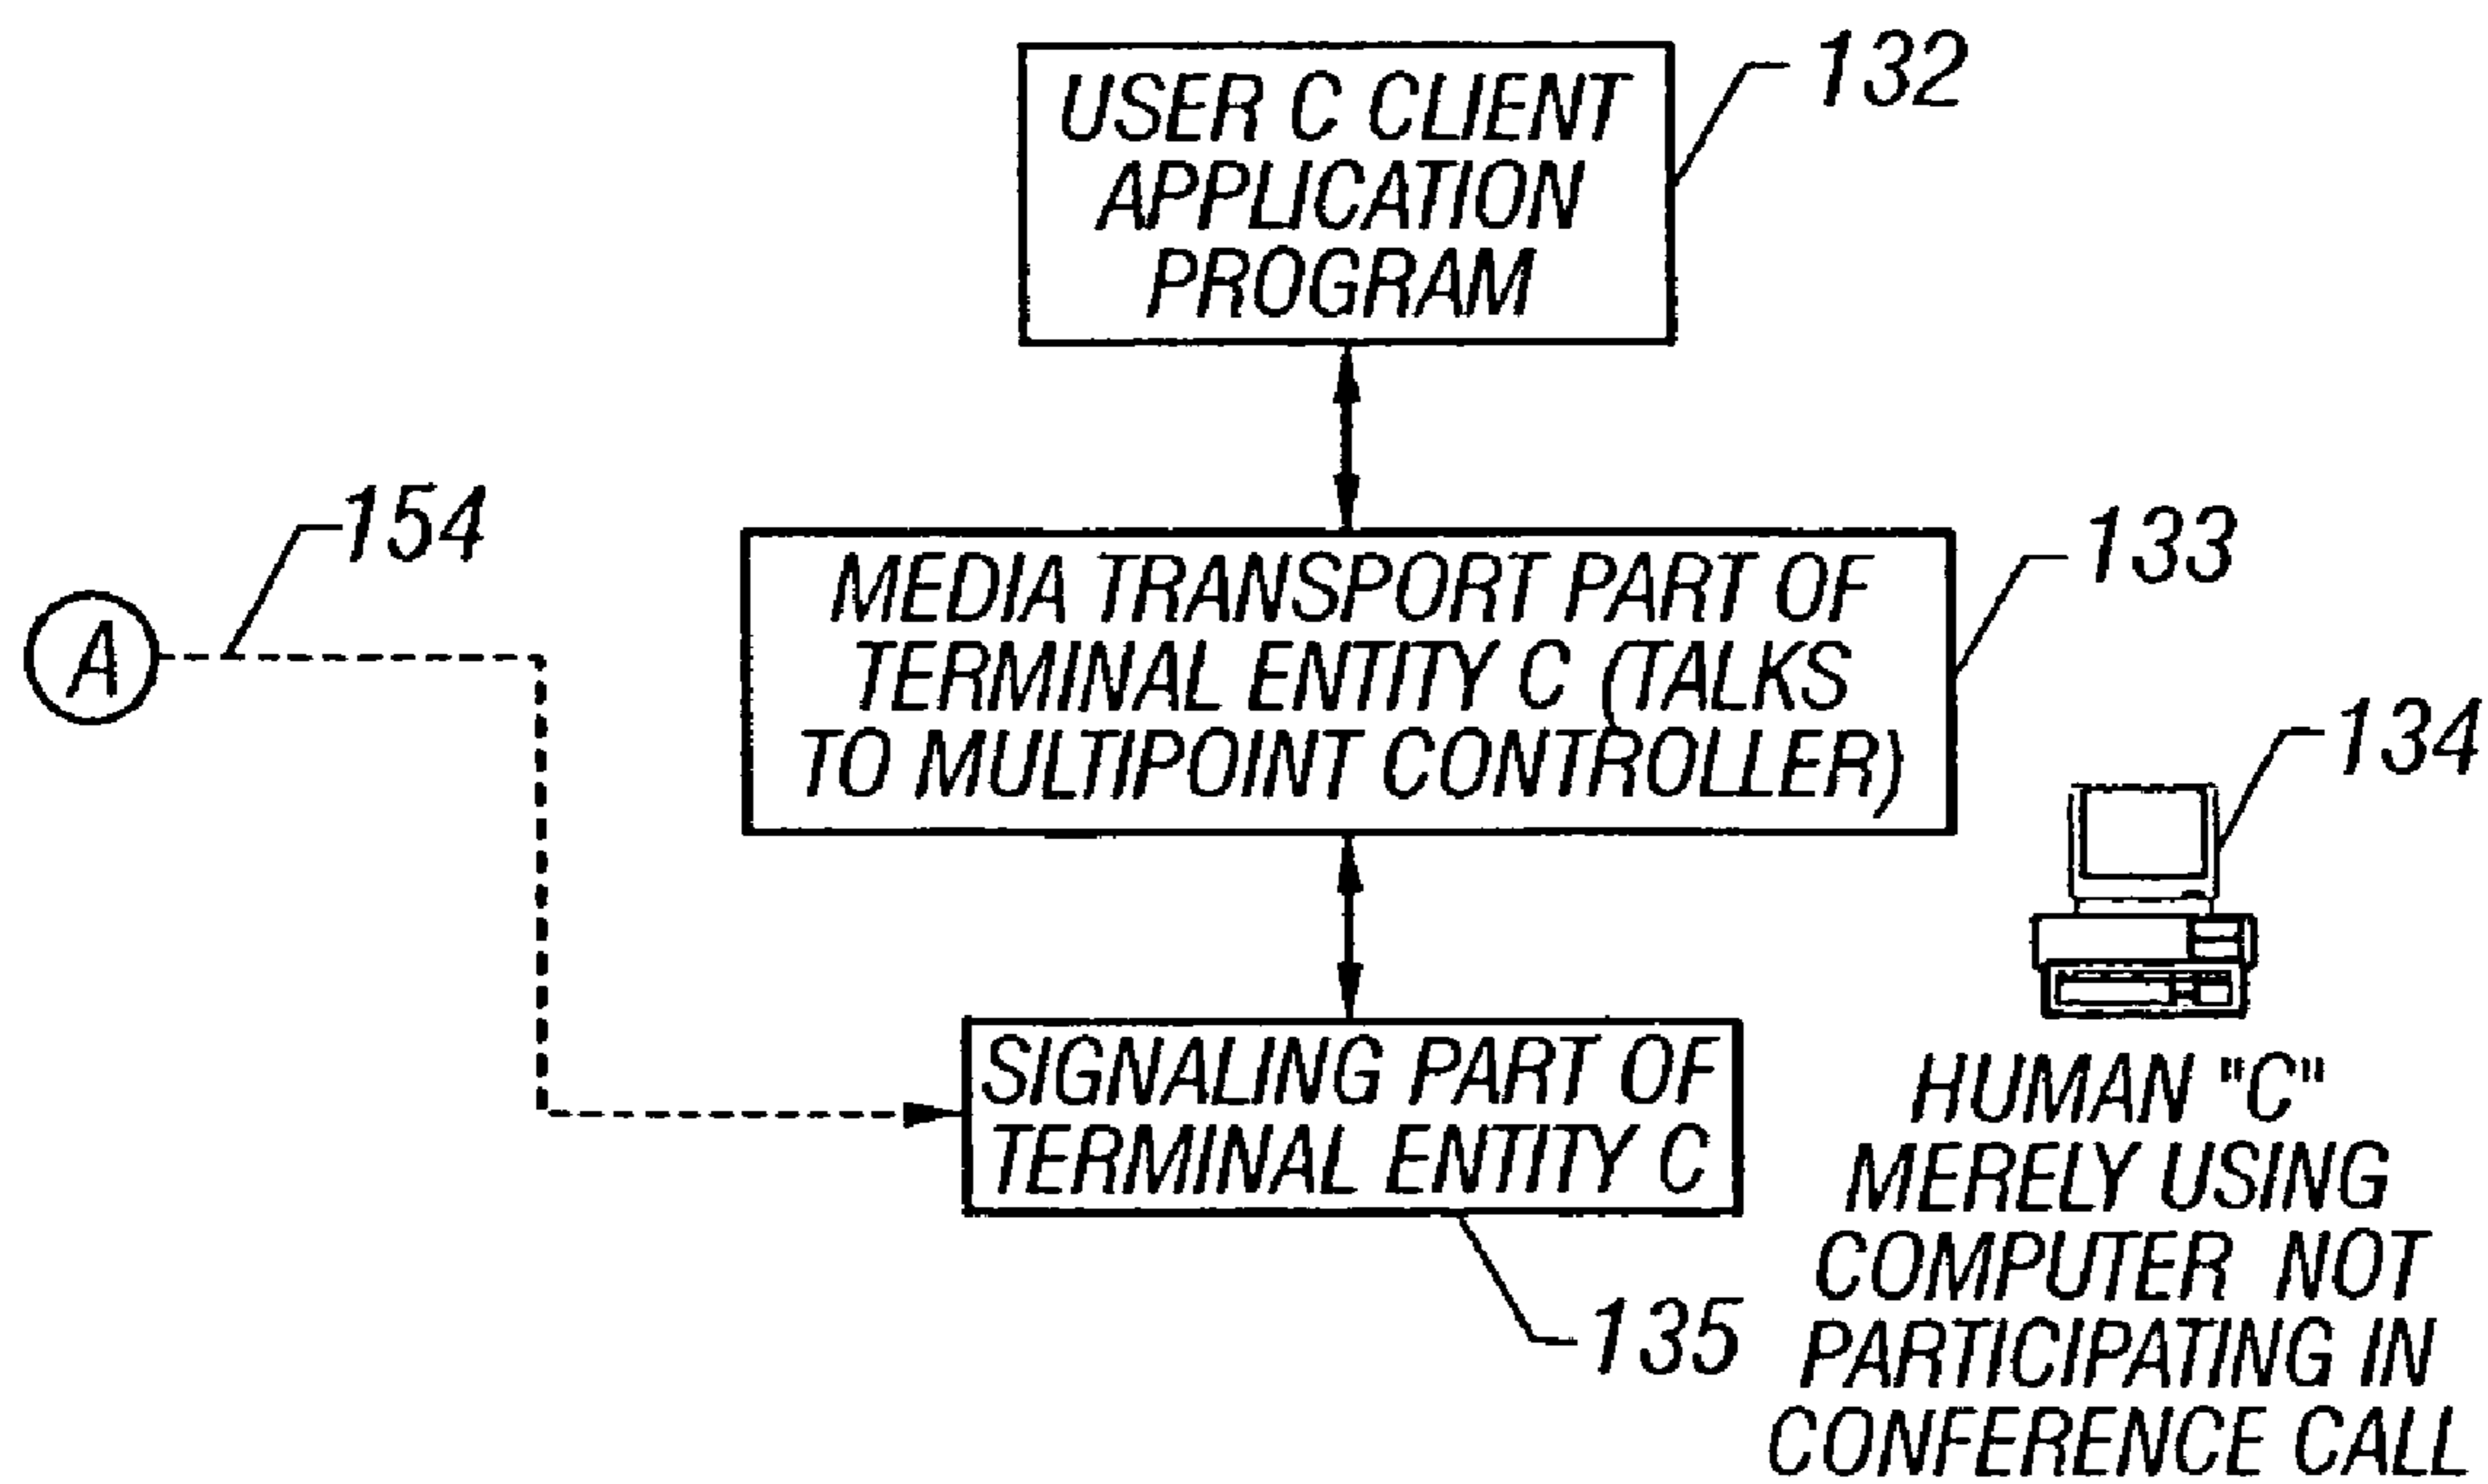 132
USER C CLIENT
APPLICATION
PROGRAM
154
133
A
MEDIA TRANSPORT PART OF
TERMINAL ENTITY C (TALKS
TO MULTIPOINT CONTROLLER)
134
SIGNALING PART OF
TERMINAL ENTITY C
135
HUMAN "C"
MERELY USING
COMPUTER NOT
PARTICIPATING IN
CONFERENCE CALL